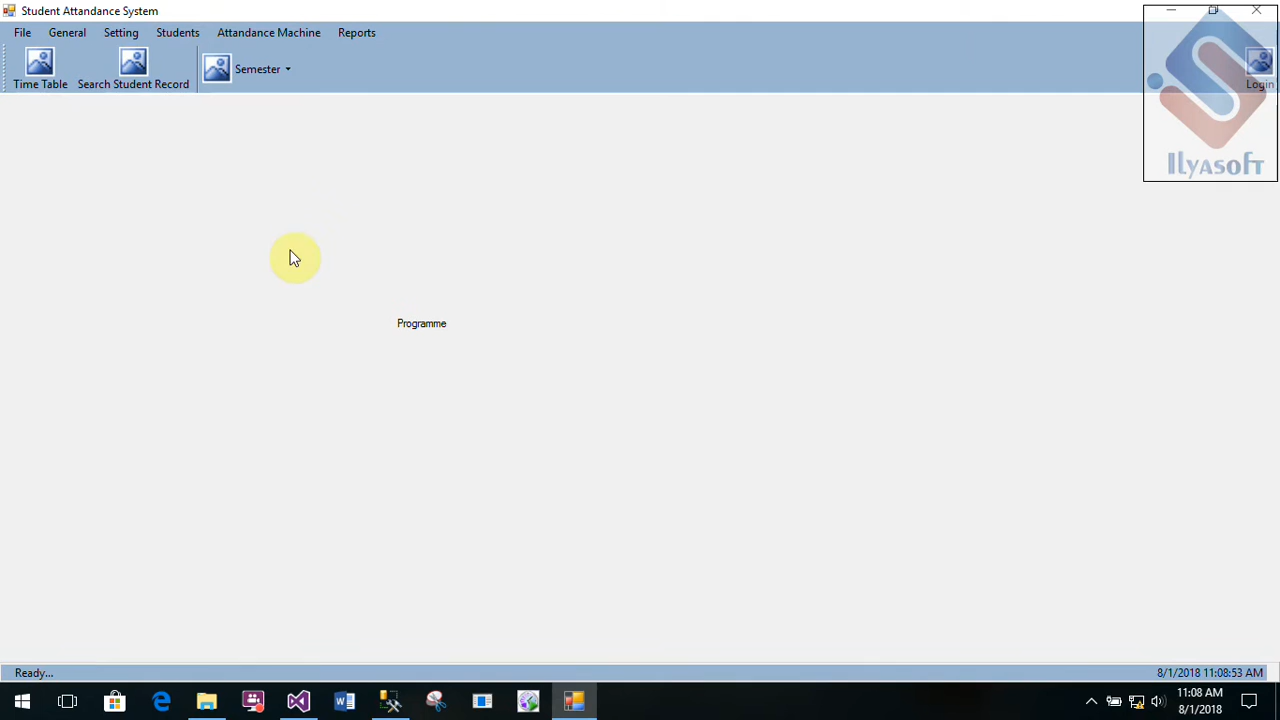 Student Attandance System
File General Setting Students Attandance Machine Reports
Time Table Search Student Record Semester Login
Ilyasoft
Programme
Ready... 8/1/2018 11:08:53 AM
11:08 AM
8/1/2018